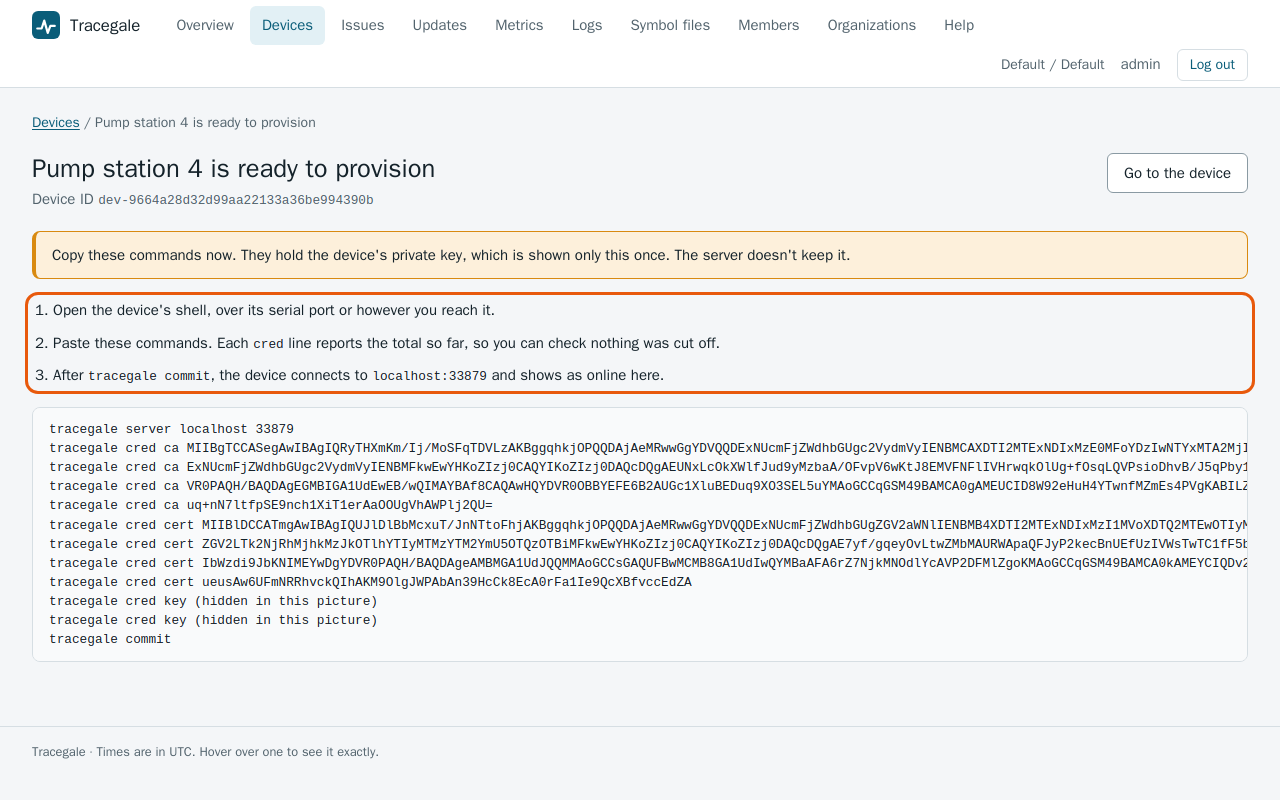 Tracegale
Overview
Devices
Issues
Updates
Metrics
Logs
Symbol files
Members
Organizations
Help
Default / Default
admin
Log out
Devices / Pump station 4 is ready to provision
Pump station 4 is ready to provision
Go to the device
Device ID dev-9664a28d32d99aa22133a36be994390b
Copy these commands now. They hold the device's private key, which is shown only this once. The server doesn't keep it.
1. Open the device's shell, over its serial port or however you reach it.
2. Paste these commands. Each cred line reports the total so far, so you can check nothing was cut off.
3. After tracegale commit, the device connects to localhost:33879 and shows as online here.
tracegale server localhost 33879
tracegale cred ca MIIBgTCCASegAwIBAgIQRyTHXmKm/Ij/MoSFqTDVLzAKBggqhkjOPQQDAjAeMRwwGgYDVQQDExNUcmFjZWdhbGUgc2VydmVyIENBMCAXDTI2MTExNDIxMzE0MFoYDzIwNTYxMTA2MjI
tracegale cred ca ExNUcmFjZWdhbGUgc2VydmVyIENBMFkwEwYHKoZIzj0CAQYIKoZIzj0DAQcDQgAEUNxLcOkXWlfJud9yMzbaA/OFvpV6wKtJ8EMVFNFlIVHrwqkOlUg+fOsqLQVPsioDhvB/J5qPby1
tracegale cred ca VR0PAQH/BAQDAgEGMBIGA1UdEwEB/wQIMAYBAf8CAQAwHQYDVR0OBBYEFE6B2AUGc1XluBEDuq9XO3SEL5uYMAoGCCqGSM49BAMCA0gAMEUCID8W92eHuH4YTwnfMZmEs4PVgKABILZ
tracegale cred ca uq+nN7ltfpSE9nch1XiT1erAaOOUgVhAWPlj2QU=
tracegale cred cert MIIBlDCCATmgAwIBAgIQUJlDlBbMcxuT/JnNTtoFhjAKBggqhkjOPQQDAjAeMRwwGgYDVQQDExNUcmFjZWdhbGUgZGV2aWNlIENBMB4XDTI2MTExNDIxMzI1MVoXDTQ2MTEwOTIyM
tracegale cred cert ZGV2LTk2NjRhMjhkMzJkOTlhYTIyMTMzYTM2YmU5OTQzOTBiMFkwEwYHKoZIzj0CAQYIKoZIzj0DAQcDQgAE7yf/gqeyOvLtwZMbMAURWApaQFJyP2kecBnUEfUzIVWsTwTC1fF5b
tracegale cred cert IbWzdi9JbKNIMEYwDgYDVR0PAQH/BAQDAgeAMBMGA1UdJQQMMAoGCCsGAQUFBwMCMB8GA1UdIwQYMBaAFA6rZ7NjkMNOdlYcAVP2DFMlZgoKMAoGCCqGSM49BAMCA0kAMEYCIQDv2
tracegale cred cert ueusAw6UFmNRRhvckQIhAKM9OlgJWPAbAn39HcCk8EcA0rFa1Ie9QcXBfvccEdZA
tracegale cred key (hidden in this picture)
tracegale cred key (hidden in this picture)
tracegale commit
Tracegale · Times are in UTC. Hover over one to see it exactly.